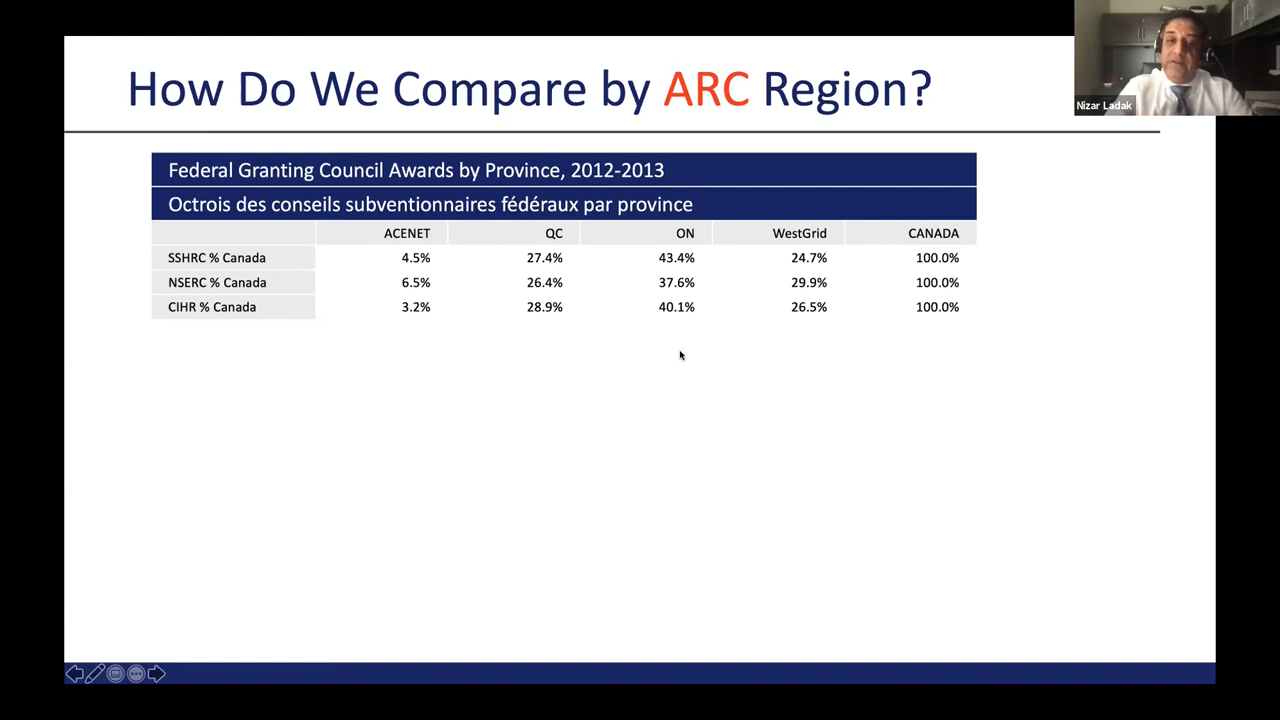 How Do We Compare by ARC Region?
Nizar Ladak
Federal Granting Council Awards by Province, 2012-2013
Octrois des conseils subventionnaires fédéraux par province
ACENET QC ON WestGrid CANADA
SSHRC % Canada 4.5% 27.4% 43.4% 24.7% 100.0%
NSERC % Canada 6.5% 26.4% 37.6% 29.9% 100.0%
CIHR % Canada 3.2% 28.9% 40.1% 26.5% 100.0%